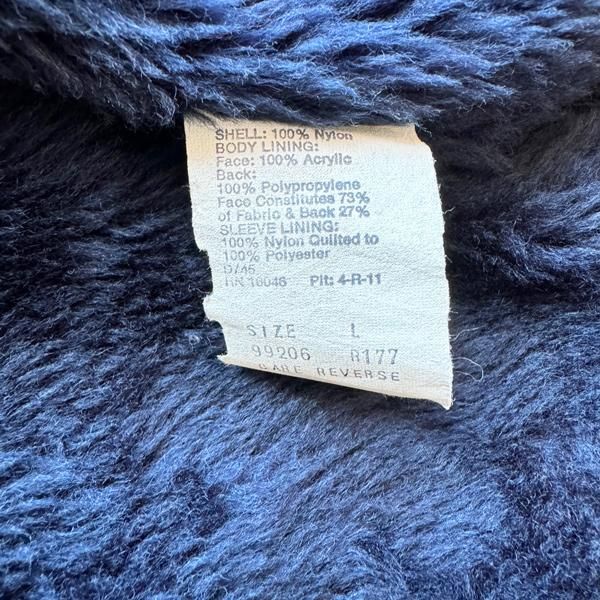 SHELL: 100% Nylon
BODY LINING:
Face: 100% Acrylic
Back:
100% Polypropylene
Face Constitutes 73%
of Fabric & Back 27%
SLEEVE LINING:
100% Nylon Quilted to
100% Polyester
D745
RN 16046 Plt: 4-R-11
SIZE L
99206 R177
CARE REVERSE